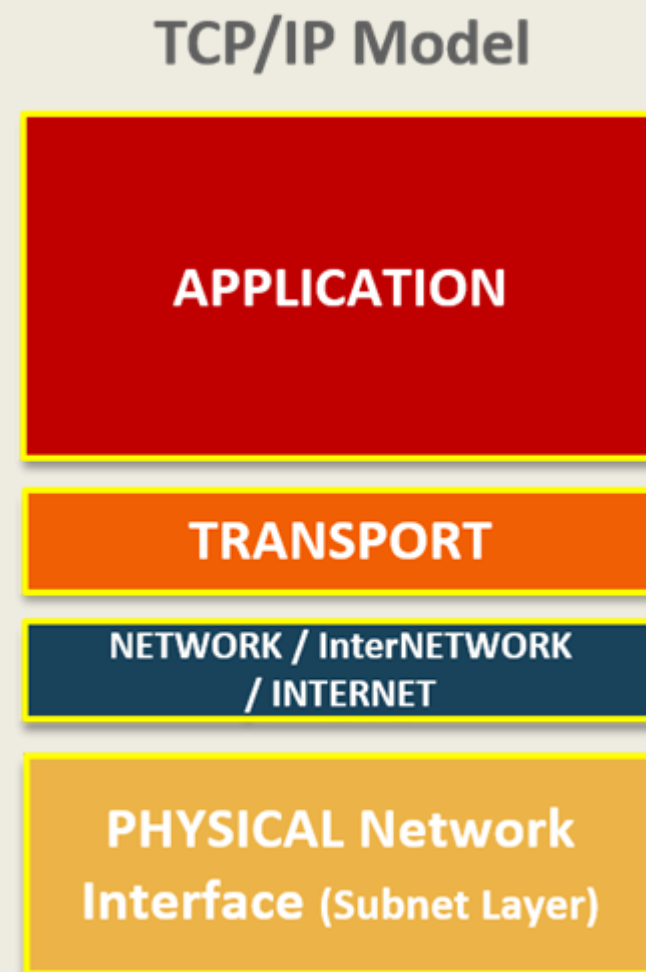 TCP/IP Model
APPLICATION
TRANSPORT
NETWORK / InterNETWORK
/ INTERNET
PHYSICAL Network
Interface (Subnet Layer)